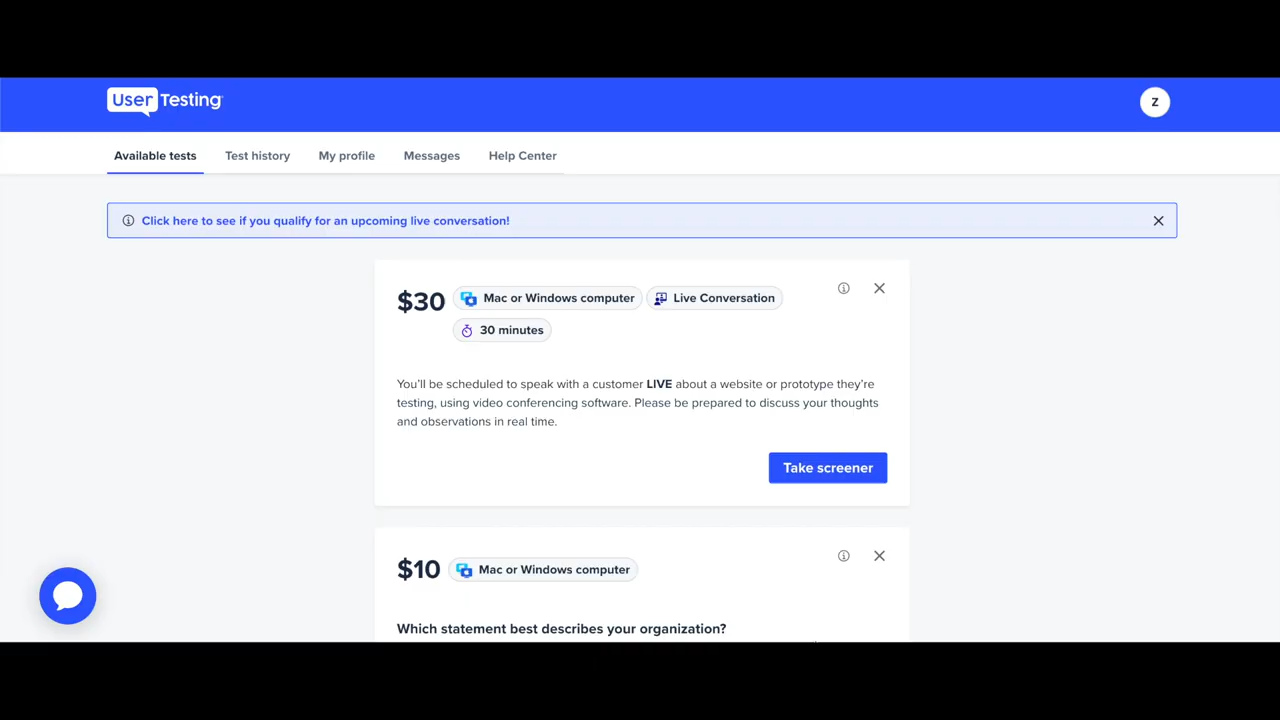 User Testing
Z
Available tests
Test history
My profile
Messages
Help Center
Click here to see if you qualify for an upcoming live conversation!
$30
Mac or Windows computer
Live Conversation
30 minutes
You'll be scheduled to speak with a customer LIVE about a website or prototype they're
testing, using video conferencing software. Please be prepared to discuss your thoughts
and observations in real time.
Take screener
$10
Mac or Windows computer
Which statement best describes your organization?